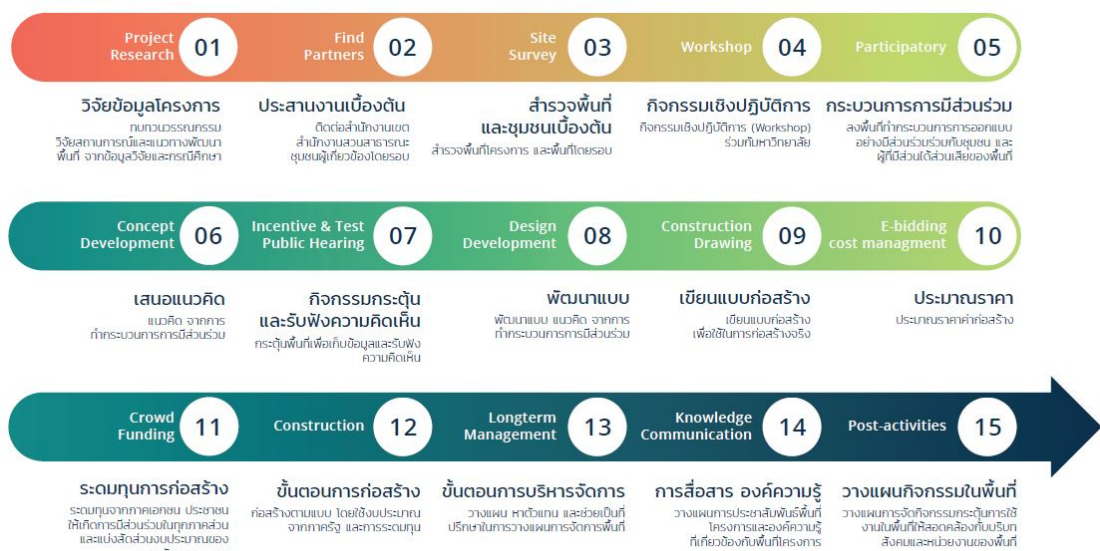 Project
Research
01
Find
Partners
02
Site
Survey
03
Workshop
04
Participatory
05
วิจัยข้อมูลโครงการ
ทบทวนวรรณกรรม
วิจัยสถานการณ์และแนวทางพัฒนา
พื้นที่ จากข้อมูลวิจัยและกรณีศึกษา
ประสานงานเบื้องต้น
ติดต่อสำนักงานเขต
สำนักงานสวนสาธารณะ
ชุมชนผู้เกี่ยวข้องโดยรอบ
สำรวจพื้นที่
และชุมชนเบื้องต้น
สำรวจพื้นที่โครงการ และพื้นที่โดยรอบ
กิจกรรมเชิงปฏิบัติการ
กิจกรรมเชิงปฏิบัติการ (Workshop)
ร่วมกับมหาวิทยาลัย
กระบวนการการมีส่วนร่วม
ลงพื้นที่ทำกระบวนการการออกแบบ
อย่างมีส่วนร่วมร่วมกับชุมชน และ
ผู้ที่มีส่วนได้ส่วนเสียของพื้นที่
Concept
Development
06
Incentive & Test
Public Hearing
07
Design
Development
08
Construction
Drawing
09
E-bidding
cost managment
10
เสนอแนวคิด
แนวคิด จากการ
ทำกระบวนการการมีส่วนร่วม
กิจกรรมกระตุ้น
และรับฟังความคิดเห็น
กระตุ้นพื้นที่เพื่อเก็บข้อมูลและรับฟัง
ความคิดเห็น
พัฒนาแบบ
พัฒนาแบบ แนวคิด จากการ
ทำกระบวนการการมีส่วนร่วม
เขียนแบบก่อสร้าง
เขียนแบบก่อสร้าง
เพื่อใช้ในการก่อสร้างจริง
ประมาณราคา
ประมาณราคาค่าก่อสร้าง
Crowd
Funding
11
Construction
12
Longterm
Management
13
Knowledge
Communication
14
Post-activities
15
ระดมทุนการก่อสร้าง
ระดมทุนจากภาคเอกชน ประชาชน
ให้เกิดการมีส่วนร่วมในทุกภาคส่วน
และแบ่งสัดส่วนงบประมาณของ
ขั้นตอนการก่อสร้าง
ก่อสร้างตามแบบ โดยใช้งบประมาณ
จากภาครัฐ และการระดมทุน
ขั้นตอนการบริหารจัดการ
วางแผน หาตัวแทน และช่วยเป็นที่
ปรึกษาในการวางแผนการจัดการพื้นที่
การสื่อสาร องค์ความรู้
วางแผนการประชาสัมพันธ์พื้นที่
โครงการและองค์ความรู้
ที่เกี่ยวข้องกับพื้นที่โครงการ
วางแผนกิจกรรมในพื้นที่
วางแผนการจัดกิจกรรมกระตุ้นการใช้
งานในพื้นที่ให้สอดคล้องกับบริบท
สังคมและหน่วยงานของพื้นที่